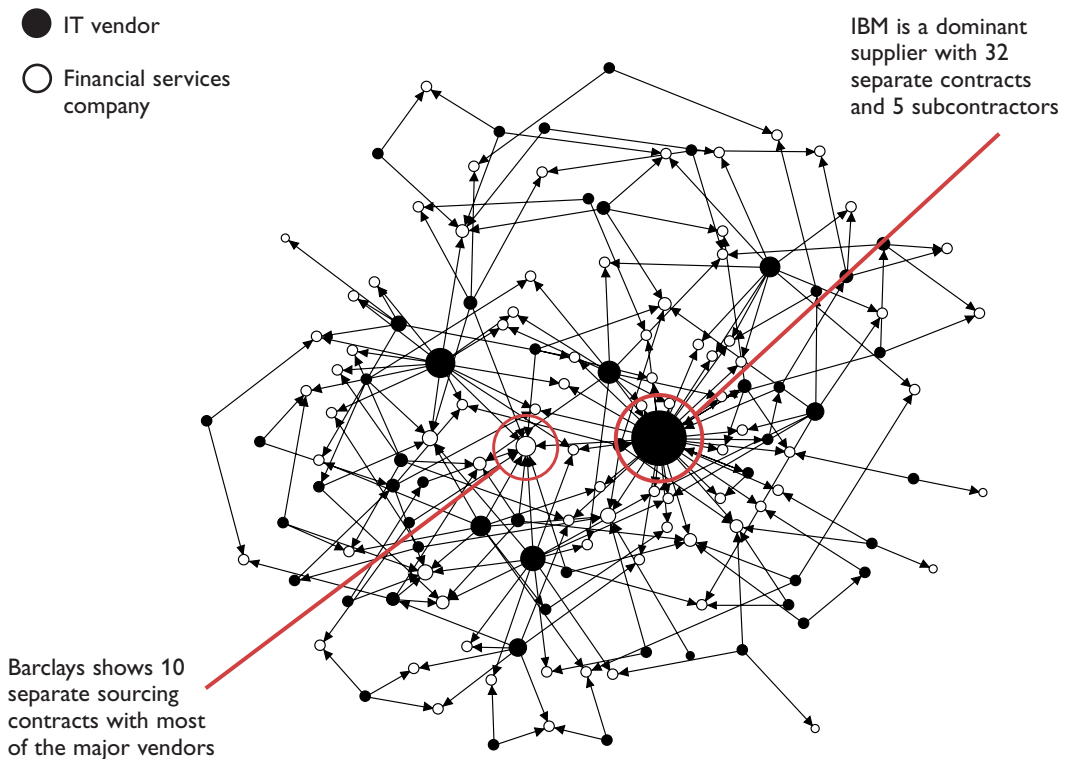 IT vendor
Financial services
company
IBM is a dominant
supplier with 32
separate contracts
and 5 subcontractors
Barclays shows 10
separate sourcing
contracts with most
of the major vendors